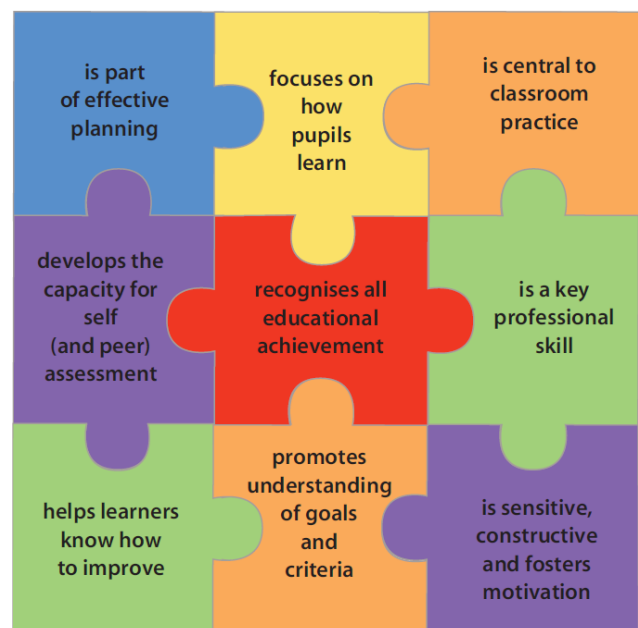 is part
of effective
planning
focuses on
how
pupils
learn
is central to
classroom
practice
develops the
capacity for
self
(and peer)
assessment
recognises all
educational
achievement
is a key
professional
skill
helps learners
know how
to improve
promotes
understanding
of goals
and
criteria
is sensitive,
constructive
and fosters
motivation